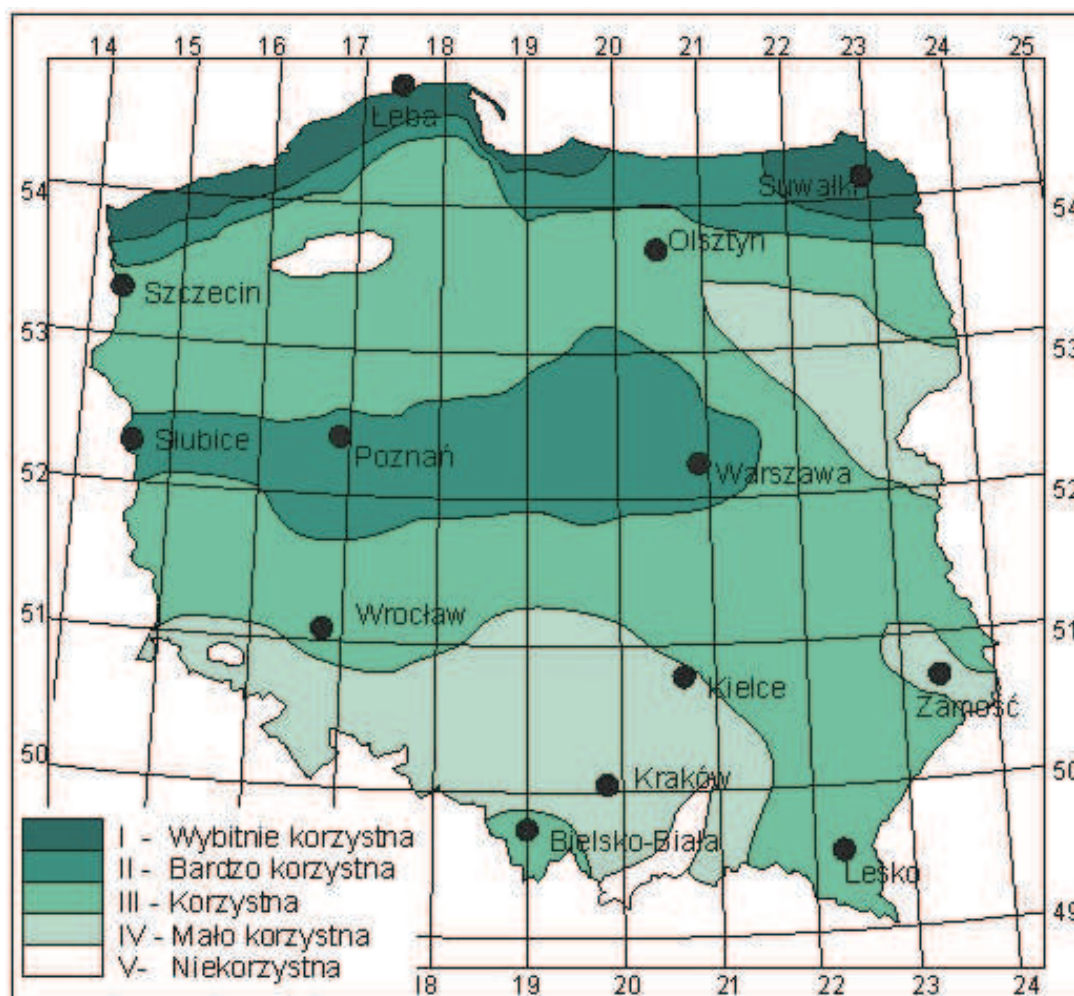 14 15 16 17 18 19 20 21 22 23 24 25
Łeba
54
Suwałki
54
Olsztyn
Szczecin
53
53
Słubice
Poznań
Warszawa
52
52
51
Wrocław
51
Kielce
Zamość
50
Kraków
50
I - Wybitnie korzystna
Bielsko-Biała
II - Bardzo korzystna
Lesko
III - Korzystna
49
IV - Mało korzystna
V- Niekorzystna
18 19 20 21 22 23 24